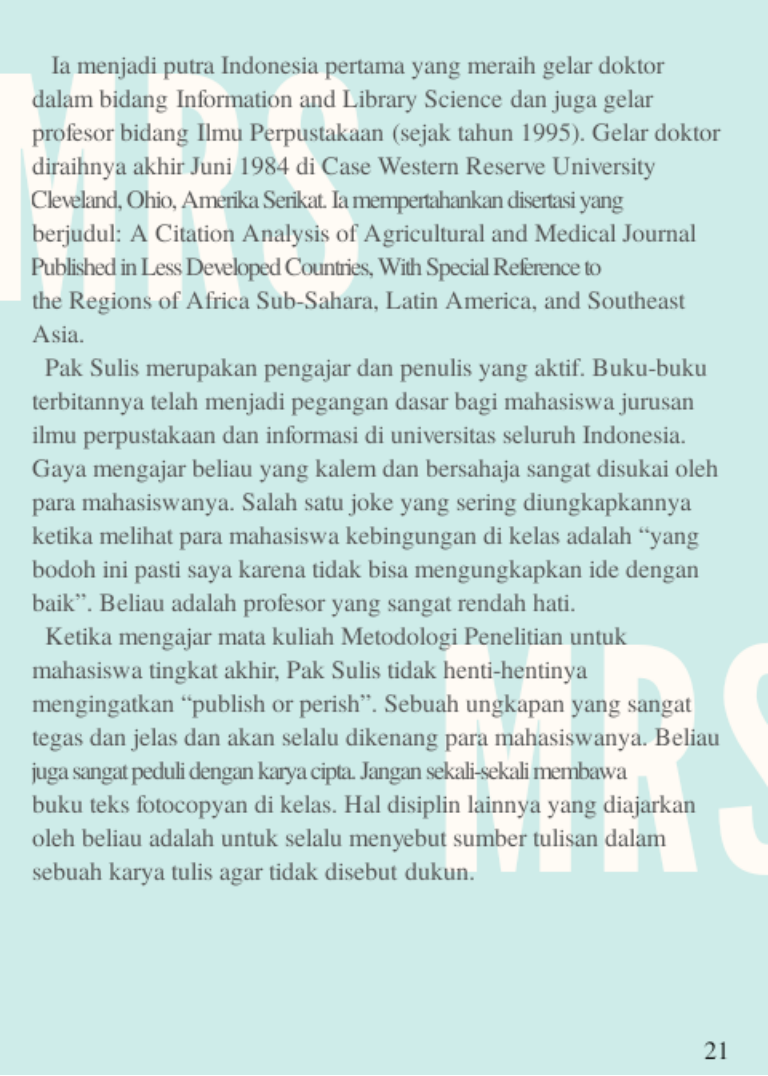 Ia menjadi putra Indonesia pertama yang meraih gelar doktor
dalam bidang Information and Library Science dan juga gelar
profesor bidang Ilmu Perpustakaan (sejak tahun 1995). Gelar doktor
diraihnya akhir Juni 1984 di Case Western Reserve University
Cleveland, Ohio, Amerika Serikat. Ia mempertahankan disertasi yang
berjudul: A Citation Analysis of Agricultural and Medical Journal
Published in Less Developed Countries, With Special Reference to
the Regions of Africa Sub-Sahara, Latin America, and Southeast
Asia.
Pak Sulis merupakan pengajar dan penulis yang aktif. Buku-buku
terbitannya telah menjadi pegangan dasar bagi mahasiswa jurusan
ilmu perpustakaan dan informasi di universitas seluruh Indonesia.
Gaya mengajar beliau yang kalem dan bersahaja sangat disukai oleh
para mahasiswanya. Salah satu joke yang sering diungkapkannya
ketika melihat para mahasiswa kebingungan di kelas adalah “yang
bodoh ini pasti saya karena tidak bisa mengungkapkan ide dengan
baik”. Beliau adalah profesor yang sangat rendah hati.
Ketika mengajar mata kuliah Metodologi Penelitian untuk
mahasiswa tingkat akhir, Pak Sulis tidak henti-hentinya
mengingatkan “publish or perish”. Sebuah ungkapan yang sangat
tegas dan jelas dan akan selalu dikenang para mahasiswanya. Beliau
juga sangat peduli dengan karya cipta. Jangan sekali-sekali membawa
buku teks fotocopyan di kelas. Hal disiplin lainnya yang diajarkan
oleh beliau adalah untuk selalu menyebut sumber tulisan dalam
sebuah karya tulis agar tidak disebut dukun.
MRS
MRS
21